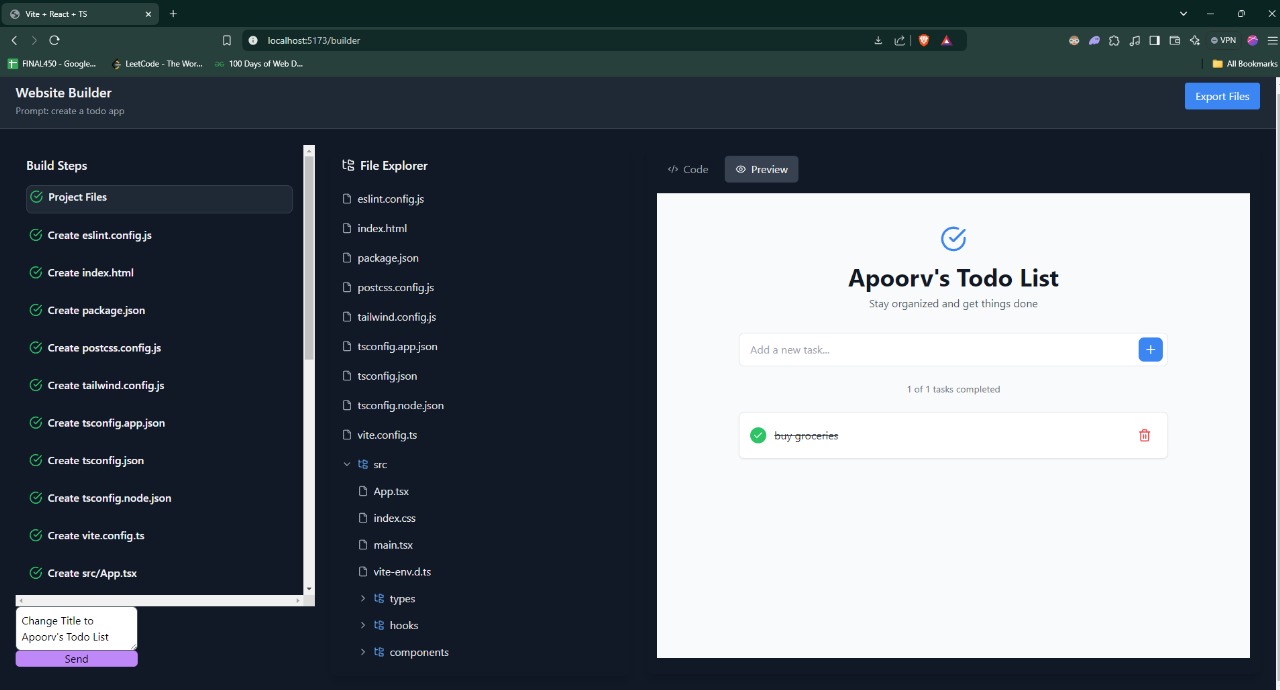 Vite + React + TS
localhost:5173/builder
VPN
FINAL450 - Google...
LeetCode - The Wor...
100 Days of Web D...
All Bookmarks
Website Builder
Prompt: create a todo app
Export Files
Build Steps
Project Files
Create eslint.config.js
Create index.html
Create package.json
Create postcss.config.js
Create tailwind.config.js
Create tsconfig.app.json
Create tsconfig.json
Create tsconfig.node.json
Create vite.config.ts
Create src/App.tsx
Change Title to
Apoorv's Todo List
Send
File Explorer
eslint.config.js
index.html
package.json
postcss.config.js
tailwind.config.js
tsconfig.app.json
tsconfig.json
tsconfig.node.json
vite.config.ts
src
App.tsx
index.css
main.tsx
vite-env.d.ts
types
hooks
components
</> Code
Preview
Apoorv's Todo List
Stay organized and get things done
Add a new task...
1 of 1 tasks completed
buy groceries